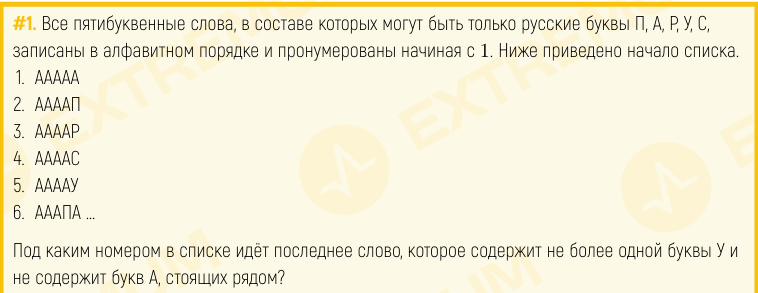 #1. Все пятибуквенные слова, в составе которых могут быть только русские буквы П, А, Р, У, С,
записаны в алфавитном порядке и пронумерованы начиная с 1. Ниже приведено начало списка.
1. ААААА
2. ААААП
3. ААААР
4. ААААС
5. ААААУ
6. АААПА ...
Под каким номером в списке идёт последнее слово, которое содержит не более одной буквы У и
не содержит букв А, стоящих рядом?